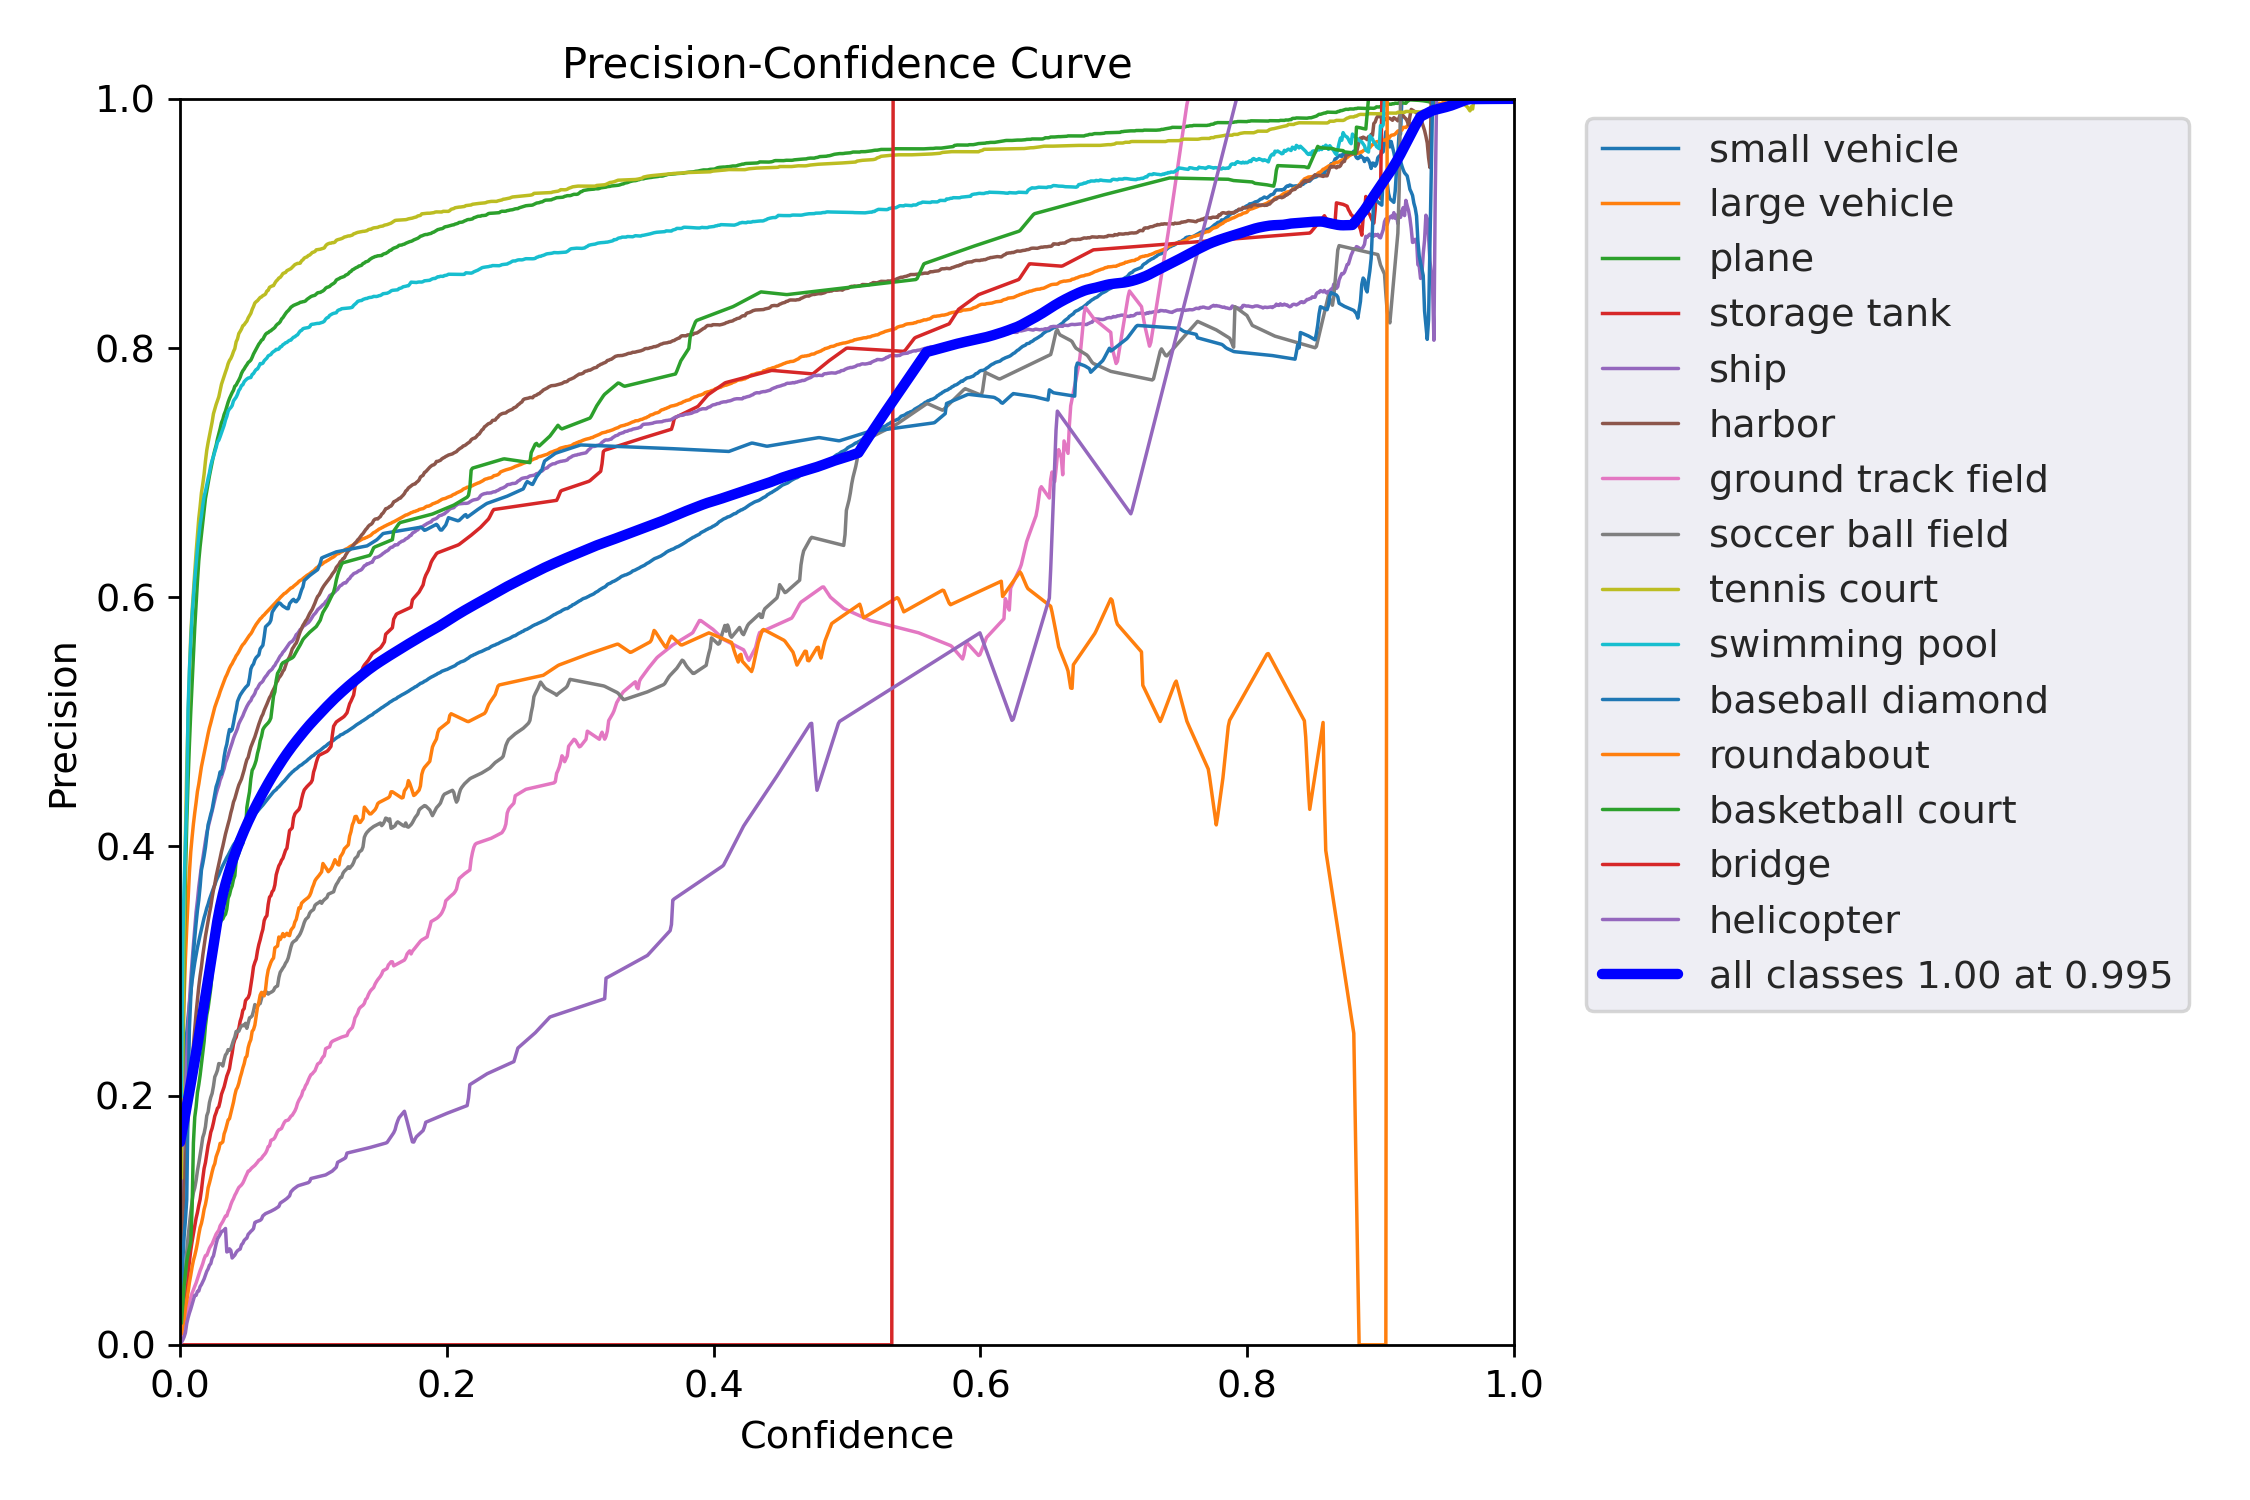 Precision-Confidence Curve
1.0
0.8
0.6
0.4
0.2
0.0
Precision
0.0 0.2 0.4 0.6 0.8 1.0
Confidence
small vehicle
large vehicle
plane
storage tank
ship
harbor
ground track field
soccer ball field
tennis court
swimming pool
baseball diamond
roundabout
basketball court
bridge
helicopter
all classes 1.00 at 0.995